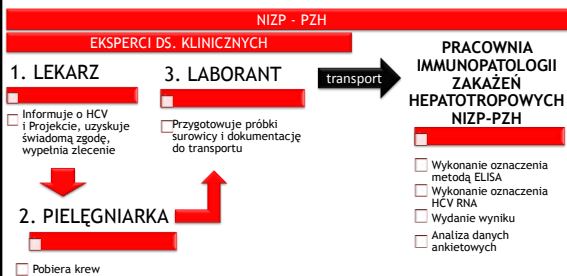 NIZP - PZH
EKSPERCI DS. KLINICZNYCH
1. LEKARZ
Informuje o HCV
i Projekcie, uzyskuje
świadomą zgodę,
wypełnia zlecenie
2. PIELĘGNIARKA
Pobiera krew
3. LABORANT
Przygotowuje próbki
surowicy i dokumentację
do transportu
transport
PRACOWNIA
IMMUNOPATOLOGII
ZAKAŻEŃ
HEPATOTROPOWYCH
NIZP-PZH
Wykonanie oznaczenia
metodą ELISA
Wykonanie oznaczenia
HCV RNA
Wydanie wyniku
Analiza danych
ankietowych